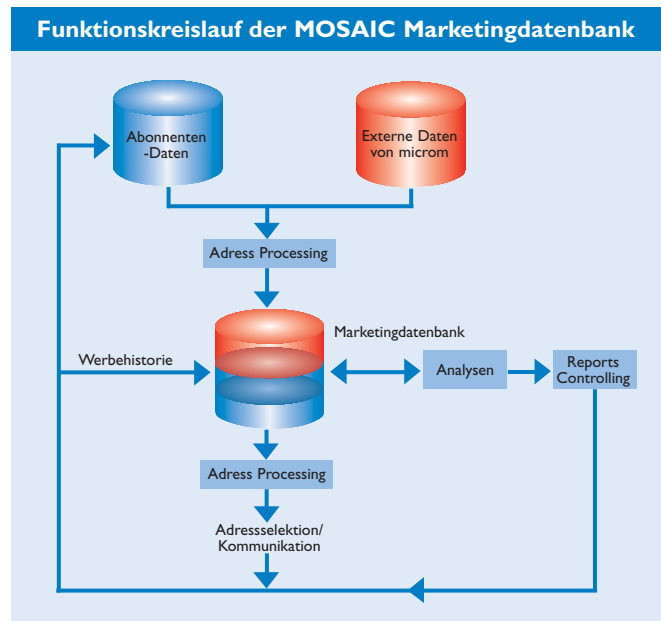 Funktionskreislauf der MOSAIC Marketingdatenbank
Abonnenten
-Daten
Externe Daten
von microm
Adress Processing
Marketingdatenbank
Werbehistorie
Analysen
Reports
Controlling
Adress Processing
Adressselektion/
Kommunikation